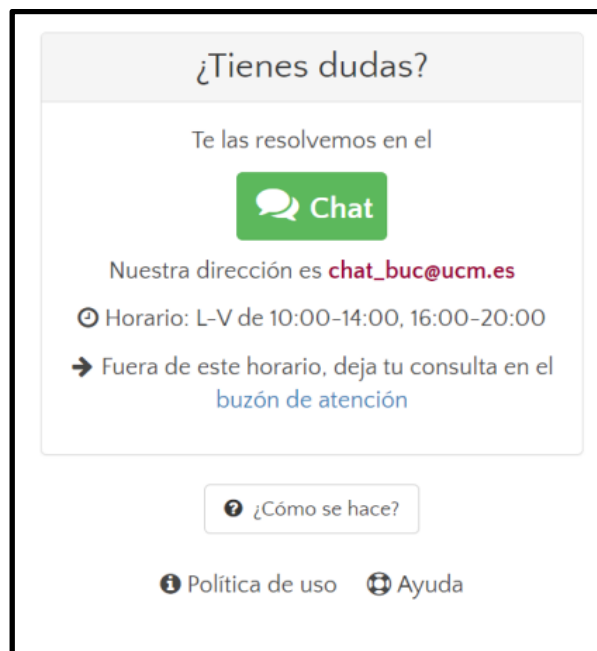 ¿Tienes dudas?
Te las resolvemos en el
Chat
Nuestra dirección es chat_buc@ucm.es
Horario: L-V de 10:00-14:00, 16:00-20:00
Fuera de este horario, deja tu consulta en el
buzón de atención
¿Cómo se hace?
Política de uso Ayuda